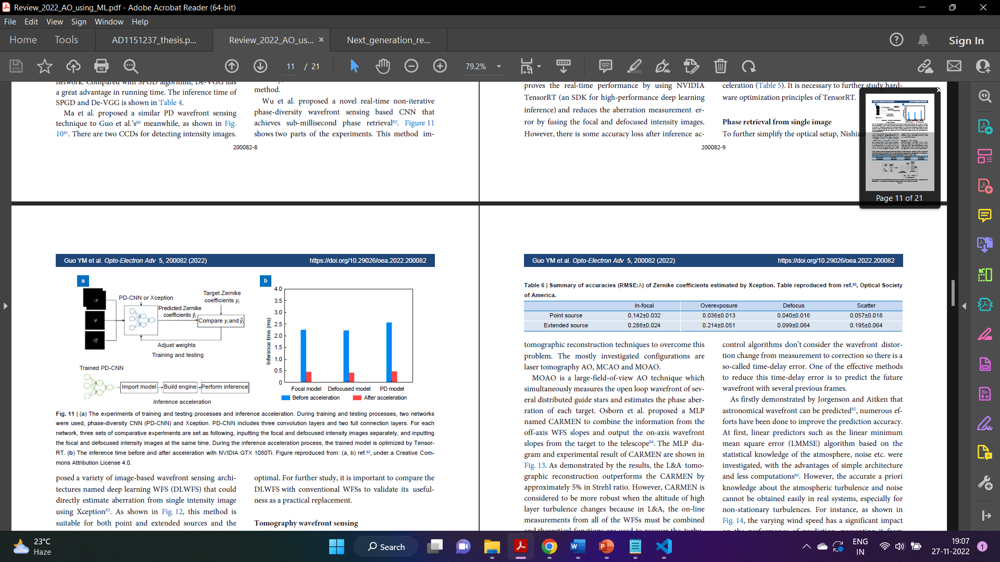 Review_2022_AO_using_ML.pdf - Adobe Acrobat Reader (64-bit)
File Edit View Sign Window Help
Home Tools AD1151237_thesis.p... Review_2022_AO_us... × Next_generation_re... Sign In
11 / 21 79.2%
a great advantage in running time. The inference time of
SPGD and De-VGG is shown in Table 4.
Ma et al. proposed a similar PD wavefront sensing
technique to Guo et al.'s⁸⁰ meanwhile, as shown in Fig.
10⁸¹. There are two CCDs for detecting intensity images.
method.
Wu et al. proposed a novel real-time non-iterative
phase-diversity wavefront sensing based CNN that
achieves sub-millisecond phase retrieval⁸². Figure 11
shows two parts of the experiments. This method im-
200082-8
proves the real-time performance by using NVIDIA
TensorRT (an SDK for high-performance deep learning
inference) and reduces the aberration measurement er-
ror by fusing the focal and defocused intensity images.
However, there is some accuracy loss after inference ac-
celeration (Table 5). It is necessary to further study hard-
ware optimization principles of TensorRT.
Phase retrieval from single image
To further simplify the optical setup,
200082-9
Page 11 of 21
Guo YM et al. Opto-Electron Adv 5, 200082 (2022) https://doi.org/10.29026/oea.2022.200082
a
PD-CNN or Xception
Target Zernike
coefficients yᵢ
Predicted Zernike
coefficients ŷᵢ
Compare yᵢ and ŷᵢ
Adjust weights
Training and testing
Trained PD-CNN
Import model Build engine Perform inference
Inference acceleration
b
Inference time (ms)
4.0
3.5
3.0
2.5
2.0
1.5
1.0
0.5
0
Focal model Defocused model PD model
Before acceleration After acceleration
Fig. 11 | (a) The experiments of training and testing processes and inference acceleration. During training and testing processes, two networks
were used, phase-diversity CNN (PD-CNN) and Xception. PD-CNN includes three convolution layers and two full connection layers. For each
network, three sets of comparative experiments are set as following, inputting the focal and defocused intensity images separately, and inputting
the focal and defocused intensity images at the same time. During the inference acceleration process, the trained model is optimized by Tensor-
RT. (b) The inference time before and after acceleration with NVIDIA GTX 1080Ti. Figure reproduced from: (a, b) ref.⁸², under a Creative Com-
mons Attribution License 4.0.
posed a variety of image-based wavefront sensing archi-
tectures named deep learning WFS (DLWFS) that could
directly estimate aberration from single intensity image
using Xception⁸³. As shown in Fig. 12, this method is
suitable for both point and extended sources and the
optimal. For further study, it is important to compare the
DLWFS with conventional WFSs to validate its useful-
ness as a practical replacement.
Tomography wavefront sensing
Guo YM et al. Opto-Electron Adv 5, 200082 (2022) https://doi.org/10.29026/oea.2022.200082
Table 6 | Summary of accuracies (RMSE:λ) of Zernike coefficients estimated by Xception. Table reproduced from ref.⁸³, Optical Society
of America.
In-focal Overexposure Defocus Scatter
Point source 0.142±0.032 0.036±0.013 0.040±0.016 0.057±0.018
Extended source 0.288±0.024 0.214±0.051 0.099±0.064 0.195±0.064
tomographic reconstruction techniques to overcome this
problem. The mostly investigated configurations are
laser tomography AO, MCAO and MOAO.
MOAO is a large-field-of-view AO technique which
simultaneously measures the open loop wavefront of sev-
eral distributed guide stars and estimates the phase aber-
ration of each target. Osborn et al. proposed a MLP
named CARMEN to combine the information from the
off-axis WFS slopes and output the on-axis wavefront
slopes from the target to the telescope⁸⁴. The MLP dia-
gram and experimental result of CARMEN are shown in
Fig. 13. As demonstrated by the results, the L&A tomo-
graphic reconstruction outperforms the CARMEN by
approximately 5% in Strehl ratio. However, CARMEN is
considered to be more robust when the altitude of high
layer turbulence changes because in L&A, the on-line
measurements from all of the WFSs must be combined
control algorithms don't consider the wavefront distor-
tion change from measurement to correction so there is a
so-called time-delay error. One of the effective methods
to reduce this time-delay error is to predict the future
wavefront with several previous frames.
As firstly demonstrated by Jorgenson and Aitken that
astronomical wavefront can be predicted⁸⁵, numerous ef-
forts have been done to improve the prediction accuracy.
At first, linear predictors such as the linear minimum
mean square error (LMMSE) algorithm based on the
statistical knowledge of the atmosphere, noise etc. were
investigated, with the advantages of simple architecture
and less computations⁸⁶. However, the accurate a priori
knowledge about the atmospheric turbulence and noise
cannot be obtained easily in real systems, especially for
non-stationary turbulences. For instance, as shown in
Fig. 14, the varying wind speed has a significant impact
23°C
Haze
Search
ENG
IN
19:07
27-11-2022
1